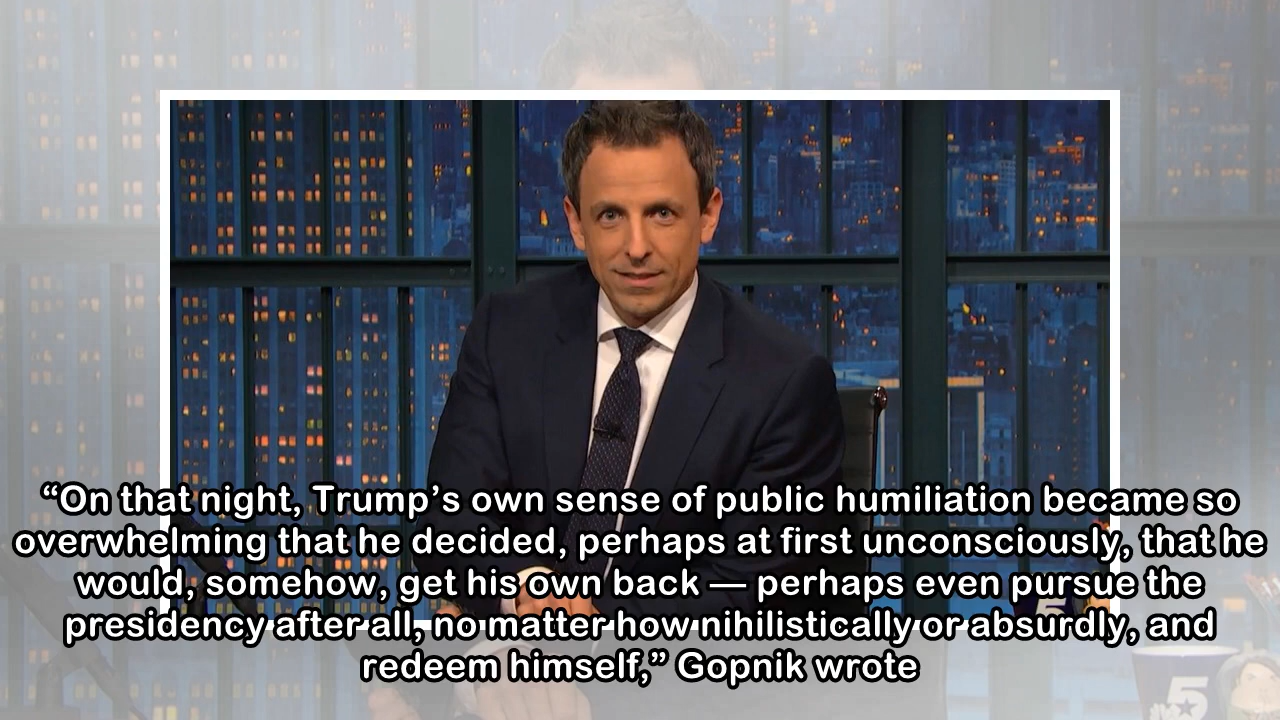 “On that night, Trump’s own sense of public humiliation became so
overwhelming that he decided, perhaps at first unconsciously, that he
would, somehow, get his own back — perhaps even pursue the
presidency after all, no matter how nihilistically or absurdly, and
redeem himself,” Gopnik wrote
5
5